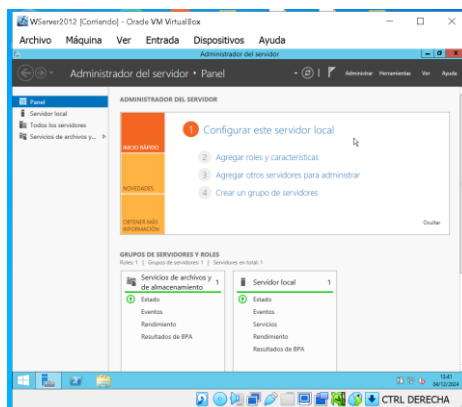 WServer2012 [Corriendo] - Oracle VM VirtualBox
Archivo Máquina Ver Entrada Dispositivos Ayuda
Administrador del servidor
Administrador del servidor • Panel
Administrar Herramientas Ver Ayuda
Panel
Servidor local
Todos los servidores
Servicios de archivos y...
ADMINISTRADOR DEL SERVIDOR
INICIO RÁPIDO
1 Configurar este servidor local
2 Agregar roles y características
3 Agregar otros servidores para administrar
4 Crear un grupo de servidores
NOVEDADES
OBTENER MÁS INFORMACIÓN
Ocultar
GRUPOS DE SERVIDORES Y ROLES
Roles: 1 | Grupos de servidores: 1 | Servidores en total: 1
Servicios de archivos y de almacenamiento 1
Estado
Eventos
Rendimiento
Resultados de BPA
Servidor local 1
Estado
Eventos
Servicios
Rendimiento
Resultados de BPA
13:41
04/12/2024
CTRL DERECHA